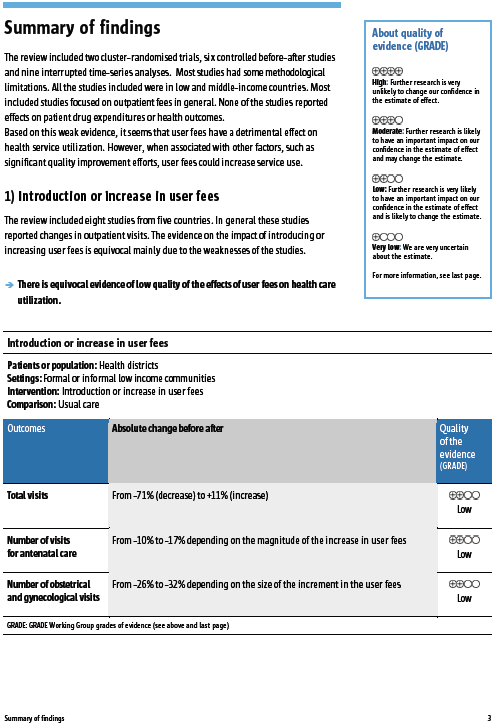 Summary of findings
The review included two cluster-randomised trials, six controlled before-after studies
and nine interrupted time-series analyses. Most studies had some methodological
limitations. All the studies included were in low and middle-income countries. Most
included studies focused on outpatient fees in general. None of the studies reported
effects on patient drug expenditures or health outcomes.
Based on this weak evidence, it seems that user fees have a detrimental effect on
health service utilization. However, when associated with other factors, such as
significant quality improvement efforts, user fees could increase service use.
1) Introduction or increase in user fees
The review included eight studies from five countries. In general these studies
reported changes in outpatient visits. The evidence on the impact of introducing or
increasing user fees is equivocal mainly due to the weaknesses of the studies.
➔ There is equivocal evidence of low quality of the effects of user fees on health care
utilization.
About quality of
evidence (GRADE)
⊕⊕⊕⊕
High: Further research is very
unlikely to change our confidence in
the estimate of effect.
⊕⊕⊕◯
Moderate: Further research is likely
to have an important impact on our
confidence in the estimate of effect
and may change the estimate.
⊕⊕◯◯
Low: Further research is very likely
to have an important impact on our
confidence in the estimate of effect
and is likely to change the estimate.
⊕◯◯◯
Very low: We are very uncertain
about the estimate.
For more information, see last page.
Introduction or increase in user fees
Patients or population: Health districts
Settings: Formal or informal low income communities
Intervention: Introduction or increase in user fees
Comparison: Usual care
Outcomes Absolute change before after Quality
of the
evidence
(GRADE)
Total visits From -71% (decrease) to +11% (increase) ⊕⊕◯◯
Low
Number of visits From -10% to -17% depending on the magnitude of the increase in user fees ⊕⊕◯◯
for antenatal care Low
Number of obstetrical From -26% to -32% depending on the size of the increment in the user fees ⊕⊕◯◯
and gynecological visits Low
GRADE: GRADE Working Group grades of evidence (see above and last page)
Summary of findings 3